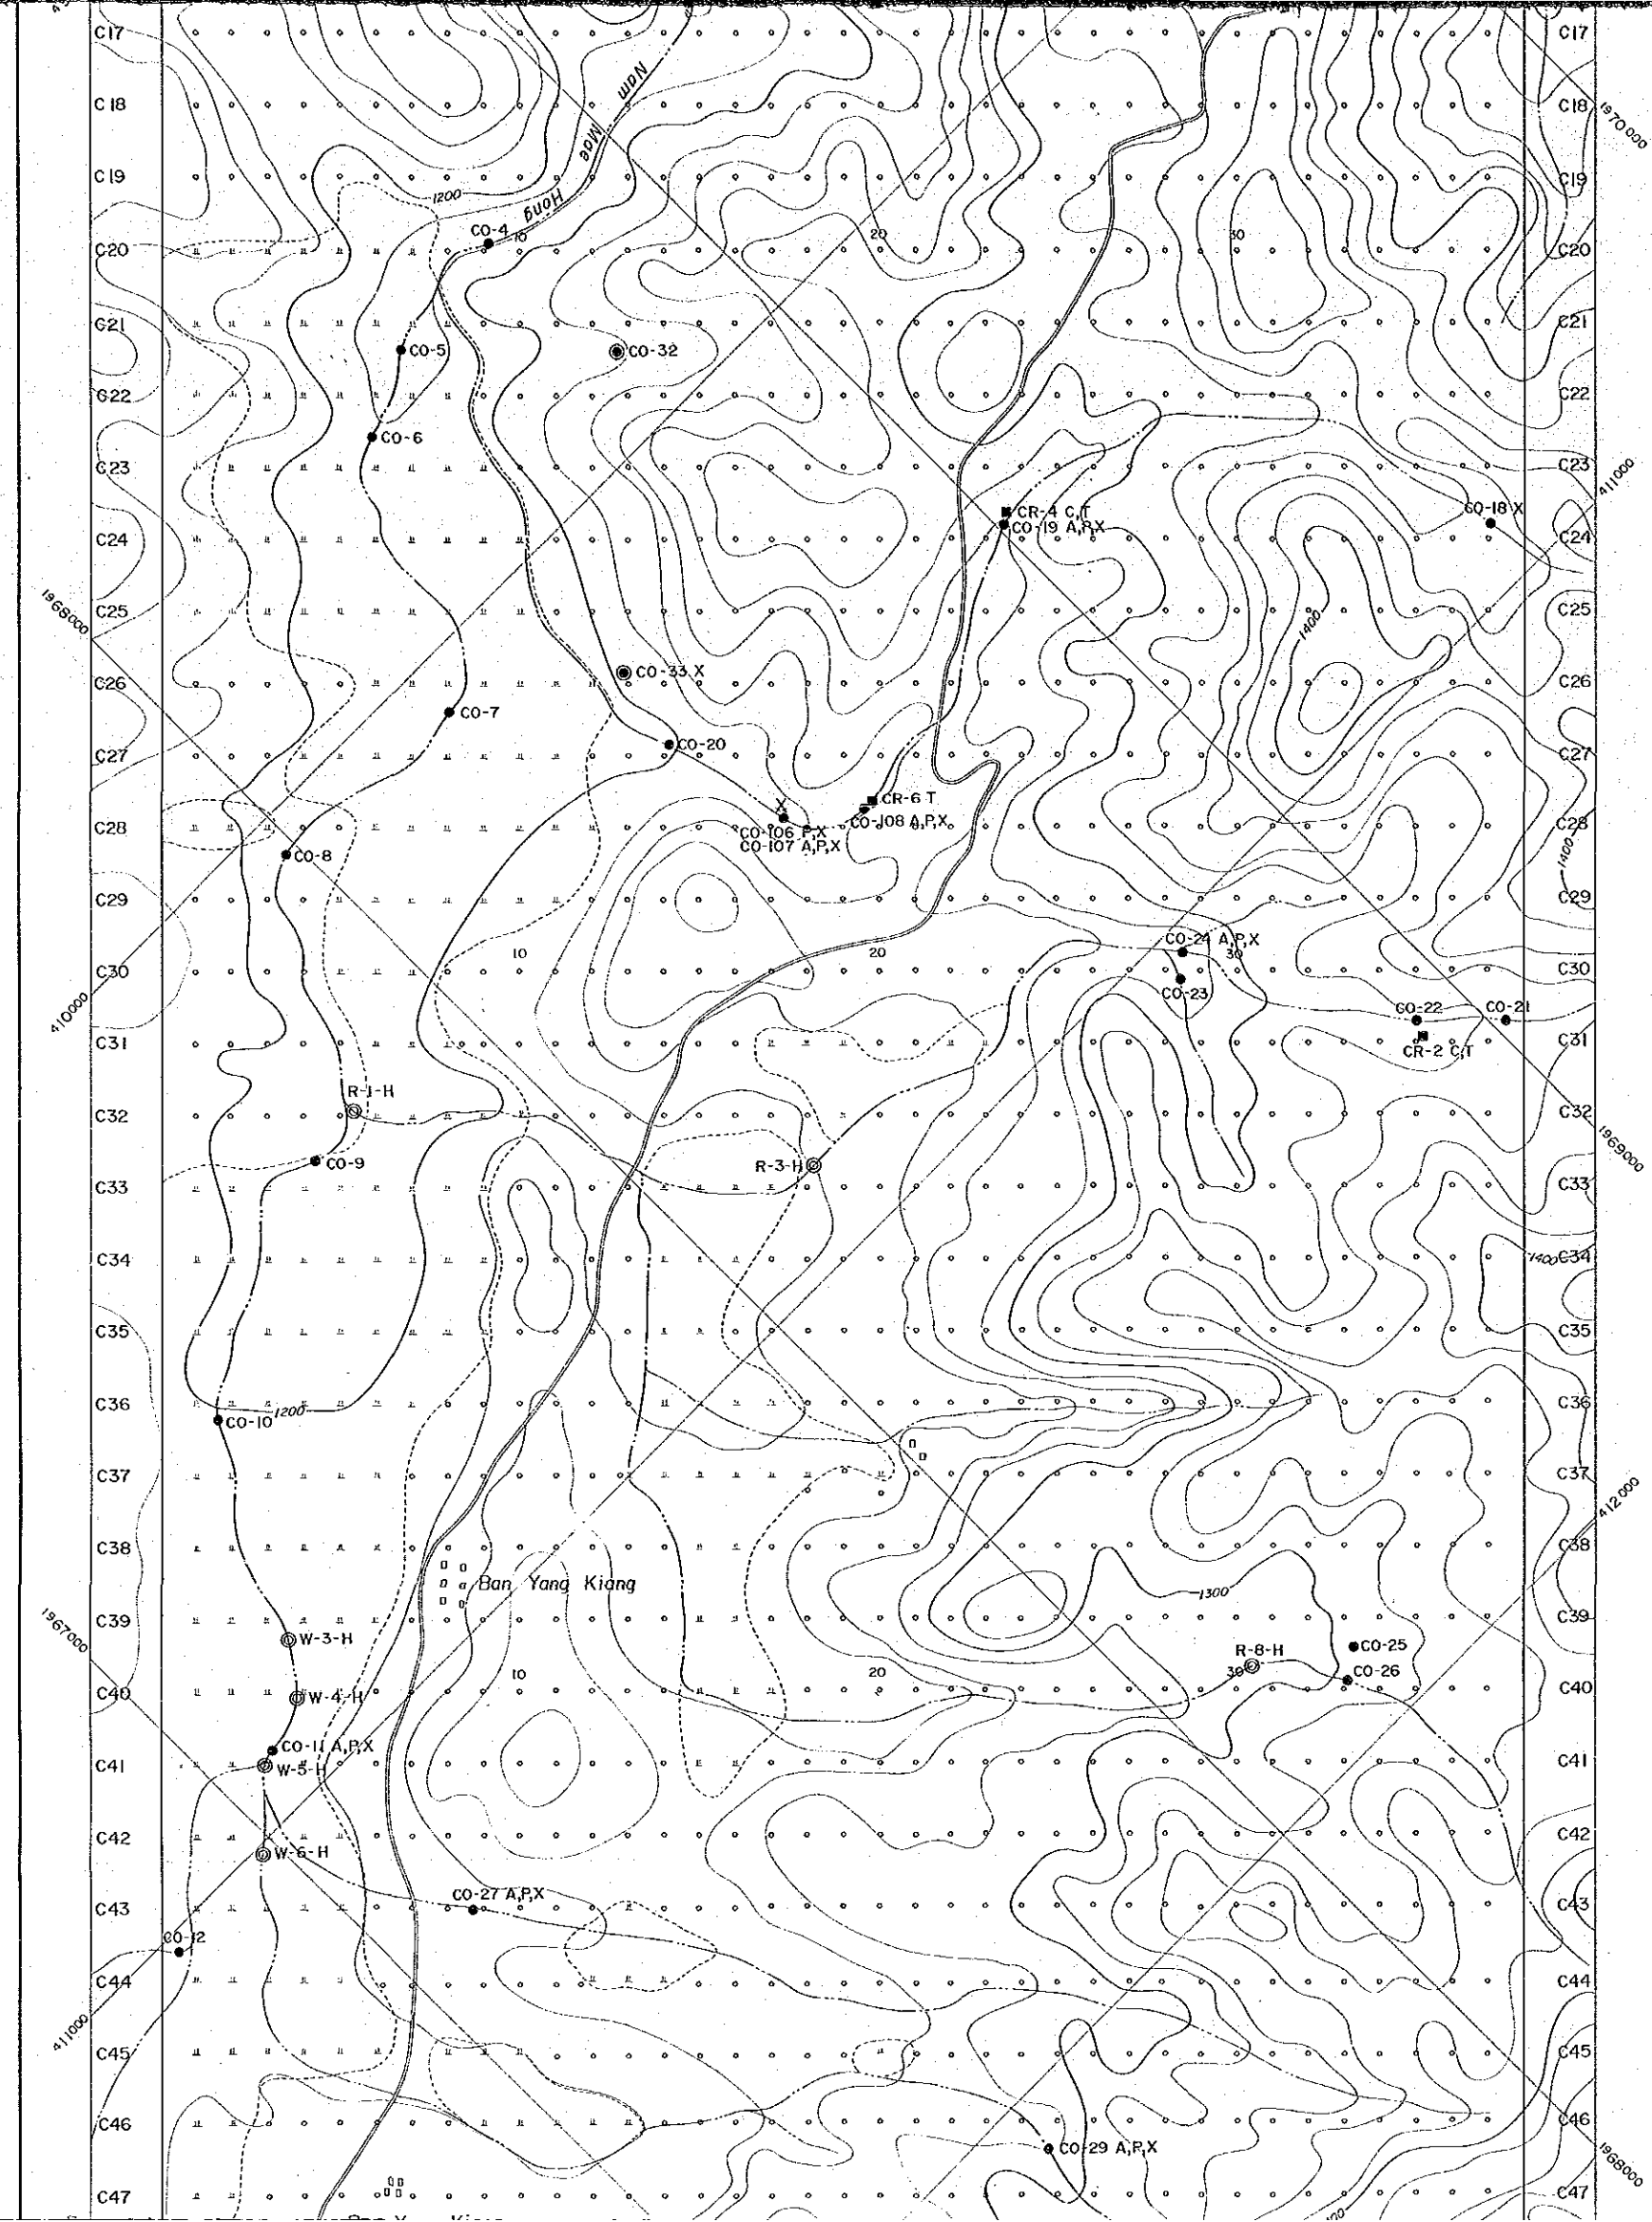 C17 C17
C18 C18
1970000
Nam
Mae
Hong
C19 C19
1200
CO-4
10 20 30
C20 C20
C21 C21
CO-5
CO-32
C22 C22
CO-6
C23 C23
411000
CR-4 C,T
CO-19 A,P,X
CO-18 X
C24 C24
1968000
C25 C25
1400
CO-33 X
C26 C26
CO-7
CO-20
C27 C27
X
CR-6 T
CO-106 P,X
CO-108 A,P,X
CO-107 A,P,X
C28 C28
CO-8
1400
C29 C29
10 20 30
CO-24 A,P,X
C30 C30
CO-23
410000
CO-22
CO-21
C31 C31
CR-2 C,T
R-1-H
C32 C32
1969000
CO-9
R-3-H
C33 C33
C34 1400 C34
C35 C35
C36 C36
CO-10
1200
C37 C37
412000
C38 C38
Ban Yang Kiang
1300
C39 C39
1967000
W-3-H
CO-25
R-8-H
10 20 30
CO-26
C40 C40
W-4-H
CO-11 A,P,X
C41 C41
W-5-H
C42 C42
W-6-H
CO-27 A,P,X
C43 C43
CO-12
C44 C44
411000
C45 C45
C46 C46
CO-29 A,P,X
1968000
C47 C47